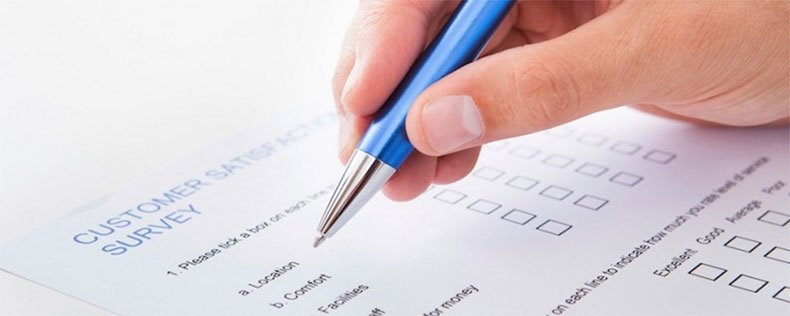 CUSTOMER SATISFACTION
SURVEY
1. Please tick a box on each line
a. Location
b. Comfort
Facilities
for money
on each line to indicate how much you rate level of service
Excellent Good Average Poor